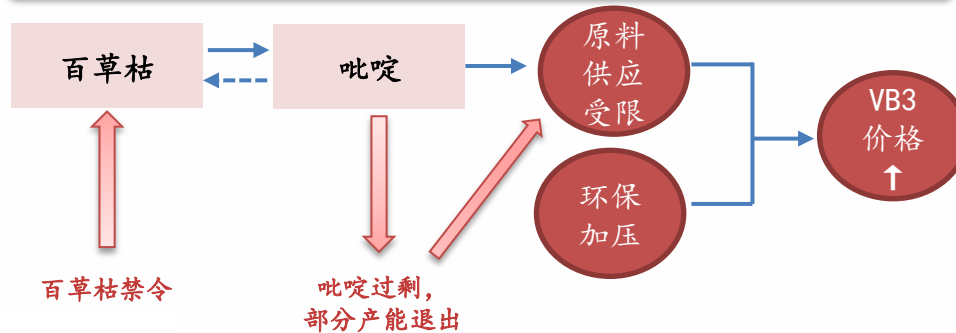 百草枯
吡啶
原料
供应
受限
VB3
价格
↑
环保
加压
百草枯禁令
吡啶过剩，
部分产能退出